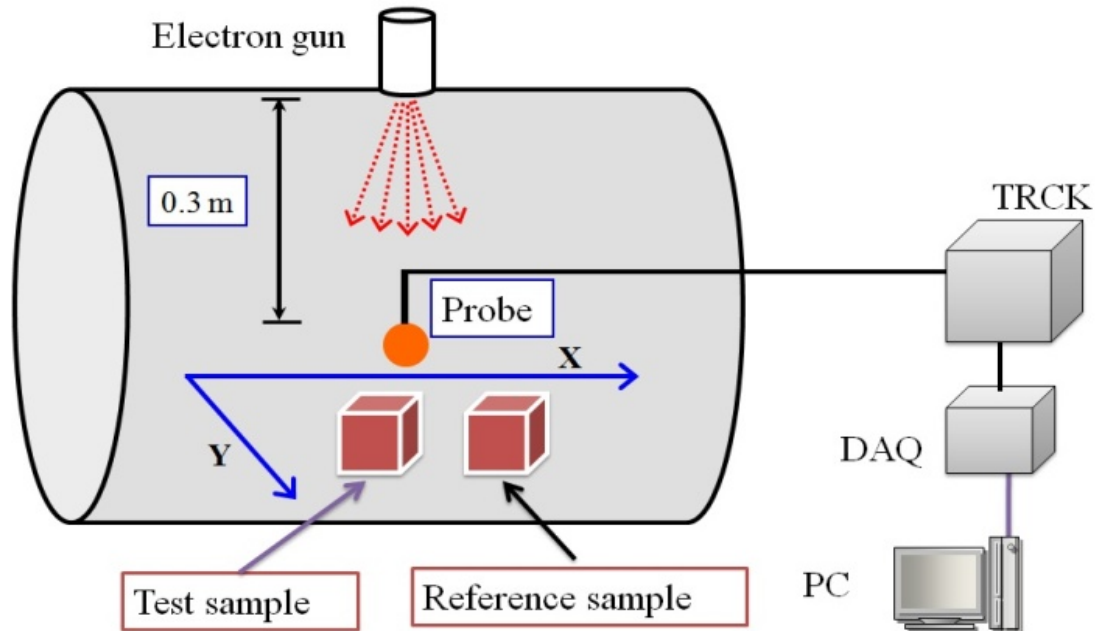 Electron gun
0.3 m
TRCK
Probe
X
Y
DAQ
PC
Test sample
Reference sample